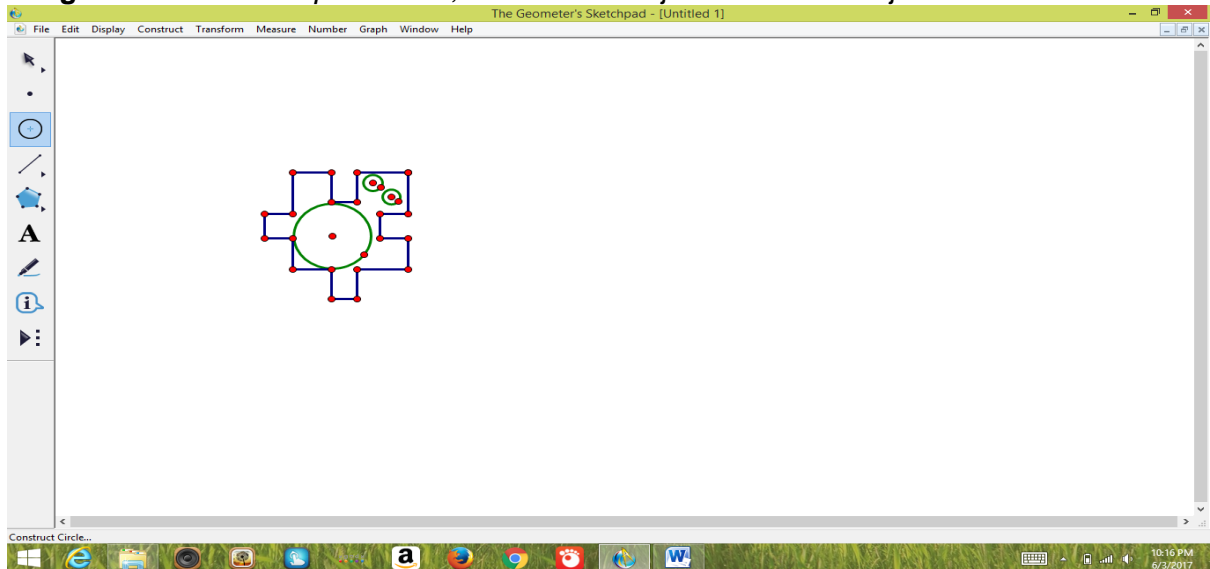 The Geometer's Sketchpad - [Untitled 1]
File Edit Display Construct Transform Measure Number Graph Window Help
A
i
Construct Circle...
a
W
10:16 PM
6/3/2017